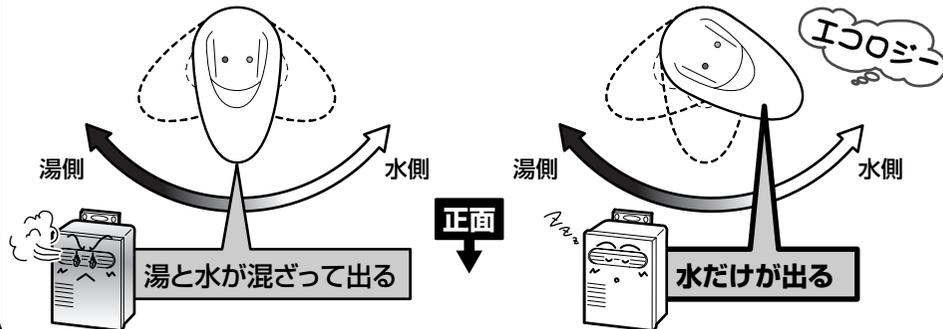 エコロジー
湯側
水側
湯側
水側
正面
湯と水が混ざって出る
水だけが出る